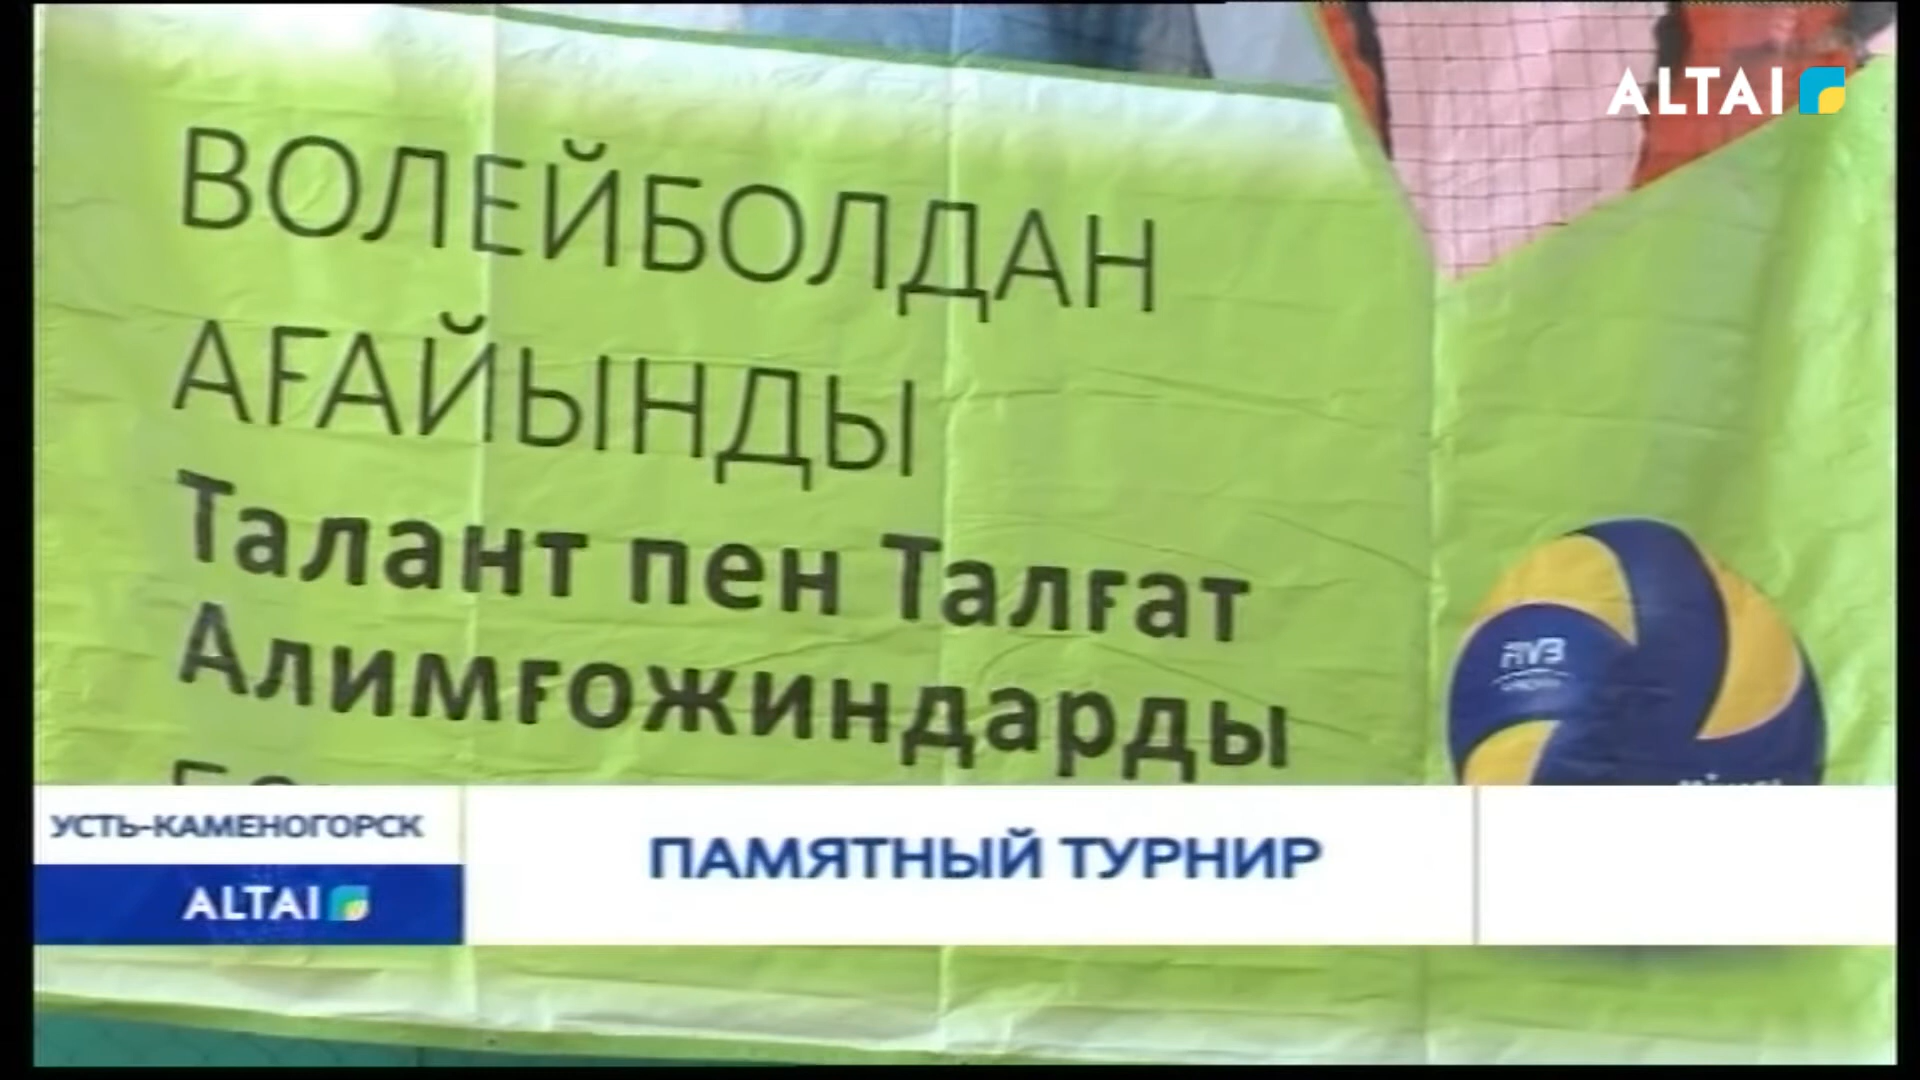 ALTAI
ВОЛЕЙБОЛДАН
АҒАЙЫНДЫ
Талант пен Талғат
Алимғожиндарды
FIVB
УСТЬ-КАМЕНОГОРСК
ALTAI
ПАМЯТНЫЙ ТУРНИР